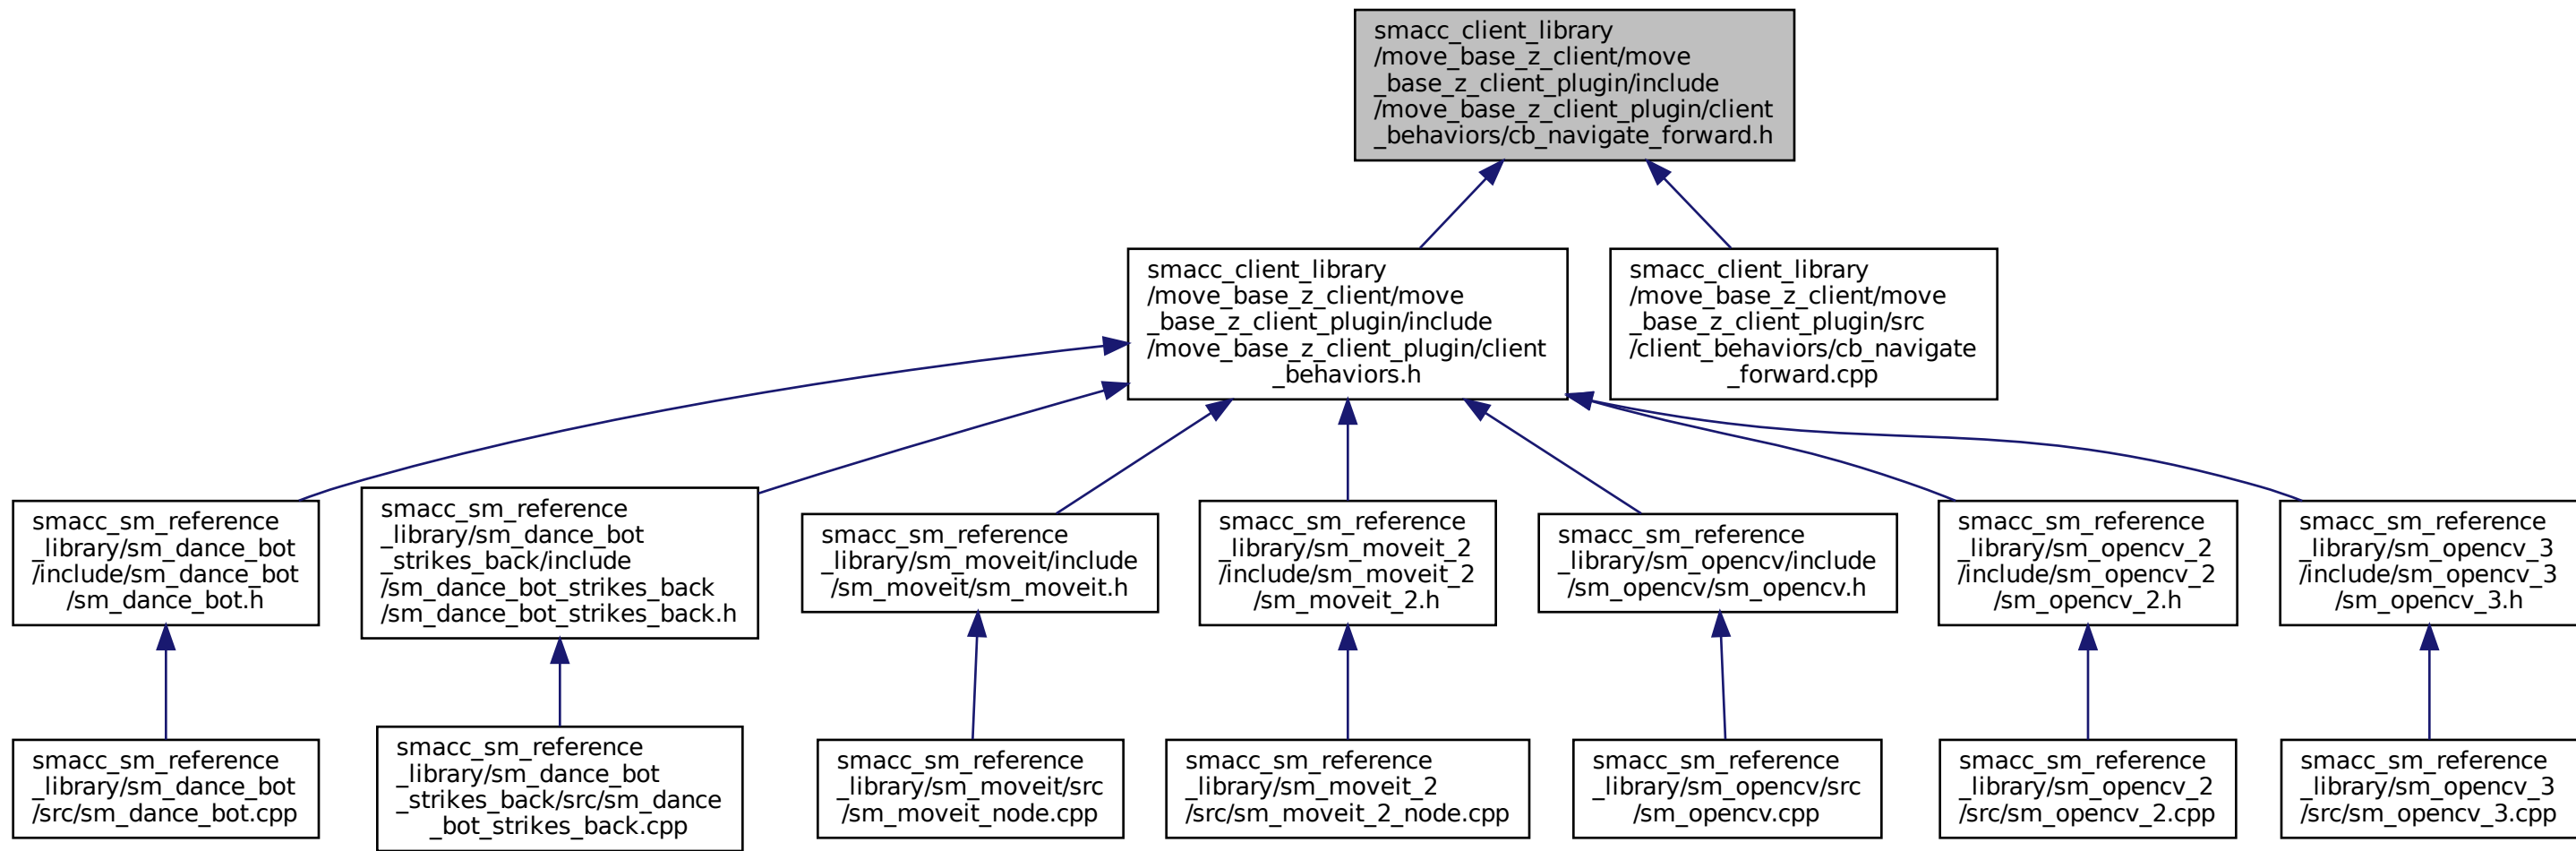 smacc_client_library
/move_base_z_client/move
_base_z_client_plugin/include
/move_base_z_client_plugin/client
_behaviors/cb_navigate_forward.h
smacc_client_library
/move_base_z_client/move
_base_z_client_plugin/include
/move_base_z_client_plugin/client
_behaviors.h
smacc_client_library
/move_base_z_client/move
_base_z_client_plugin/src
/client_behaviors/cb_navigate
_forward.cpp
smacc_sm_reference
_library/sm_dance_bot
/include/sm_dance_bot
/sm_dance_bot.h
smacc_sm_reference
_library/sm_dance_bot
_strikes_back/include
/sm_dance_bot_strikes_back
/sm_dance_bot_strikes_back.h
smacc_sm_reference
_library/sm_moveit/include
/sm_moveit/sm_moveit.h
smacc_sm_reference
_library/sm_moveit_2
/include/sm_moveit_2
/sm_moveit_2.h
smacc_sm_reference
_library/sm_opencv/include
/sm_opencv/sm_opencv.h
smacc_sm_reference
_library/sm_opencv_2
/include/sm_opencv_2
/sm_opencv_2.h
smacc_sm_reference
_library/sm_opencv_3
/include/sm_opencv_3
/sm_opencv_3.h
smacc_sm_reference
_library/sm_dance_bot
/src/sm_dance_bot.cpp
smacc_sm_reference
_library/sm_dance_bot
_strikes_back/src/sm_dance
_bot_strikes_back.cpp
smacc_sm_reference
_library/sm_moveit/src
/sm_moveit_node.cpp
smacc_sm_reference
_library/sm_moveit_2
/src/sm_moveit_2_node.cpp
smacc_sm_reference
_library/sm_opencv/src
/sm_opencv.cpp
smacc_sm_reference
_library/sm_opencv_2
/src/sm_opencv_2.cpp
smacc_sm_reference
_library/sm_opencv_3
/src/sm_opencv_3.cpp